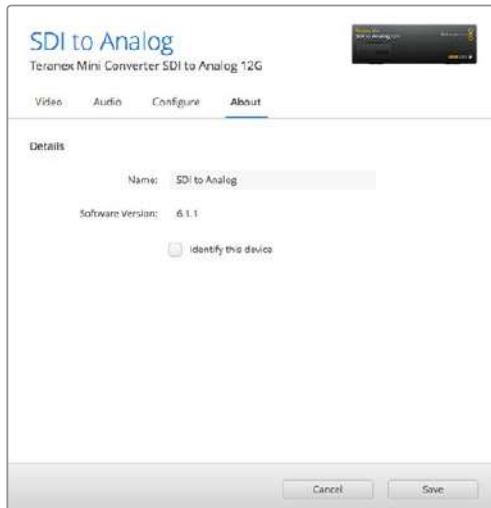 SDI to Analog
Teranex Mini Converter SDI to Analog 12G
Video Audio Configure About
Details
Name: SDI to Analog
Software Version: 6.1.1
Identify this device
Cancel Save